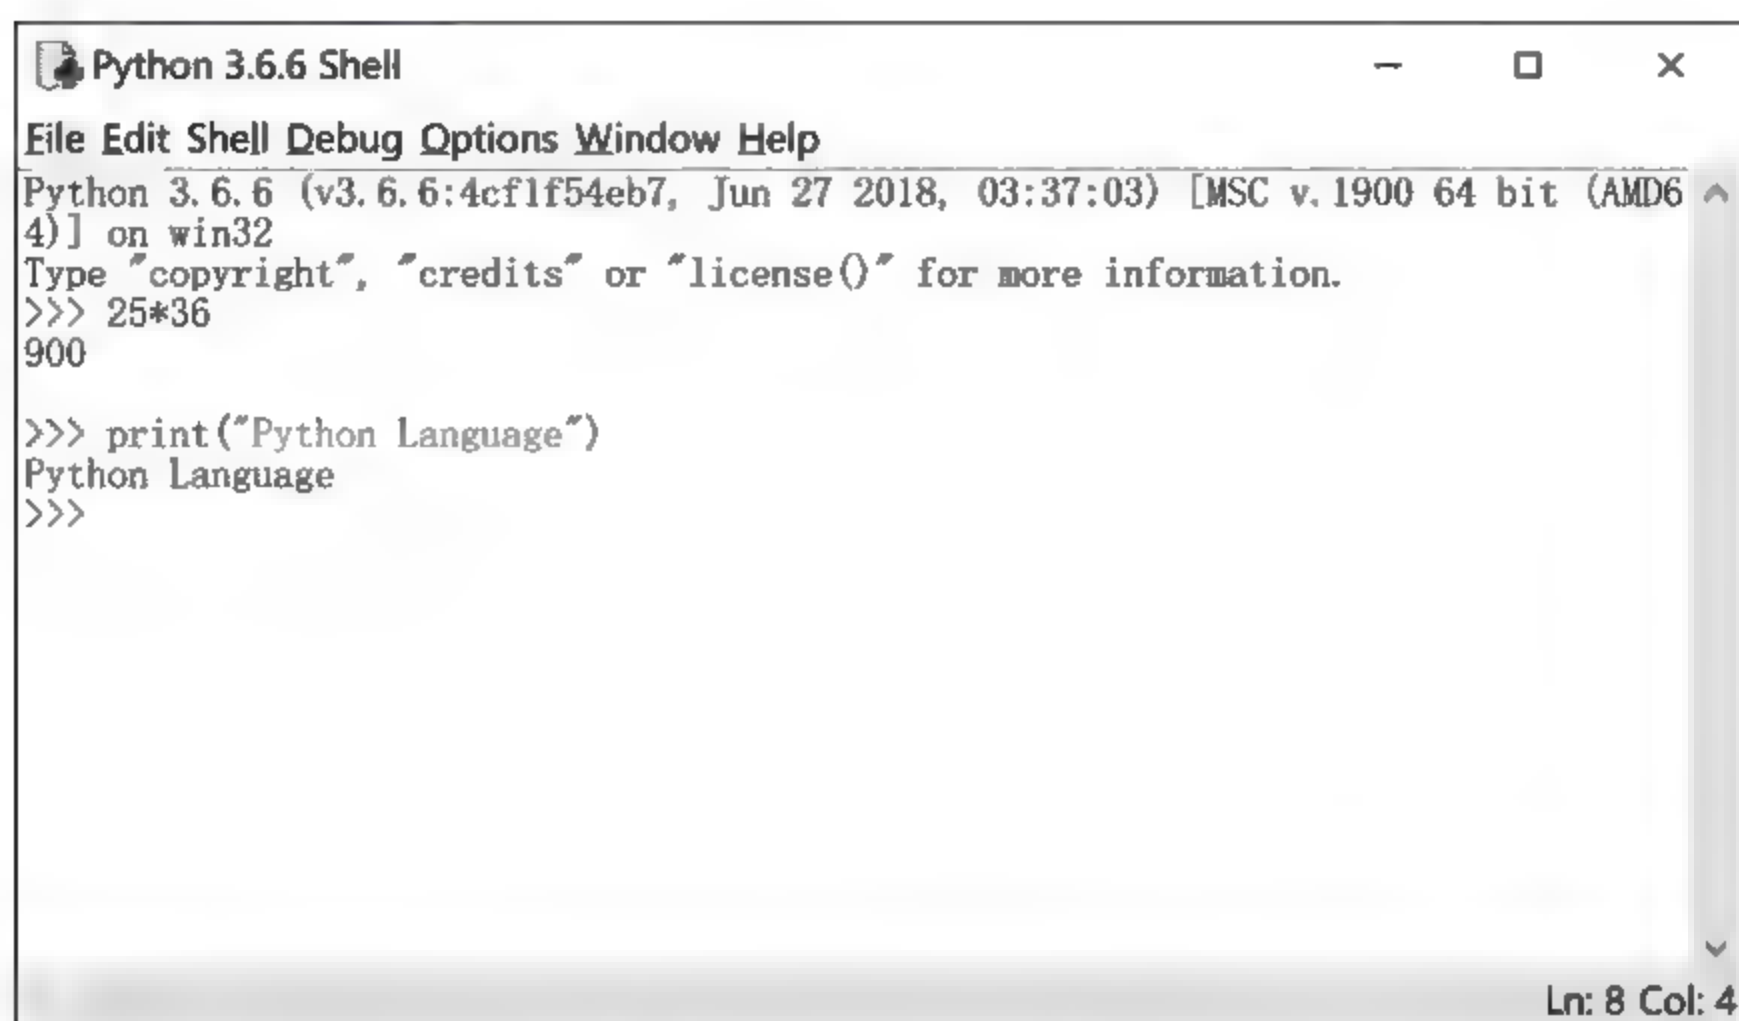 Python 3.6.6 Shell
File Edit Shell Debug Options Window Help
Python 3.6.6 (v3.6.6:4cf1f54eb7, Jun 27 2018, 03:37:03) [MSC v.1900 64 bit (AMD6
4)] on win32
Type "copyright", "credits" or "license()" for more information.
>>> 25*36
900
>>> print("Python Language")
Python Language
>>>
Ln: 8 Col: 4